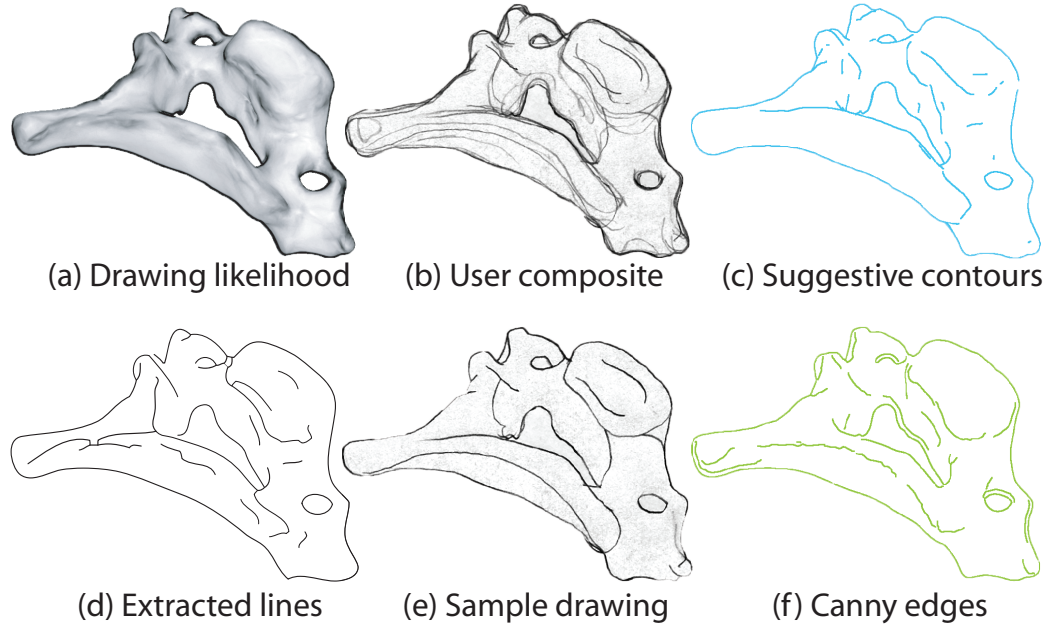 (a) Drawing likelihood
(b) User composite
(c) Suggestive contours
(d) Extracted lines
(e) Sample drawing
(f) Canny edges